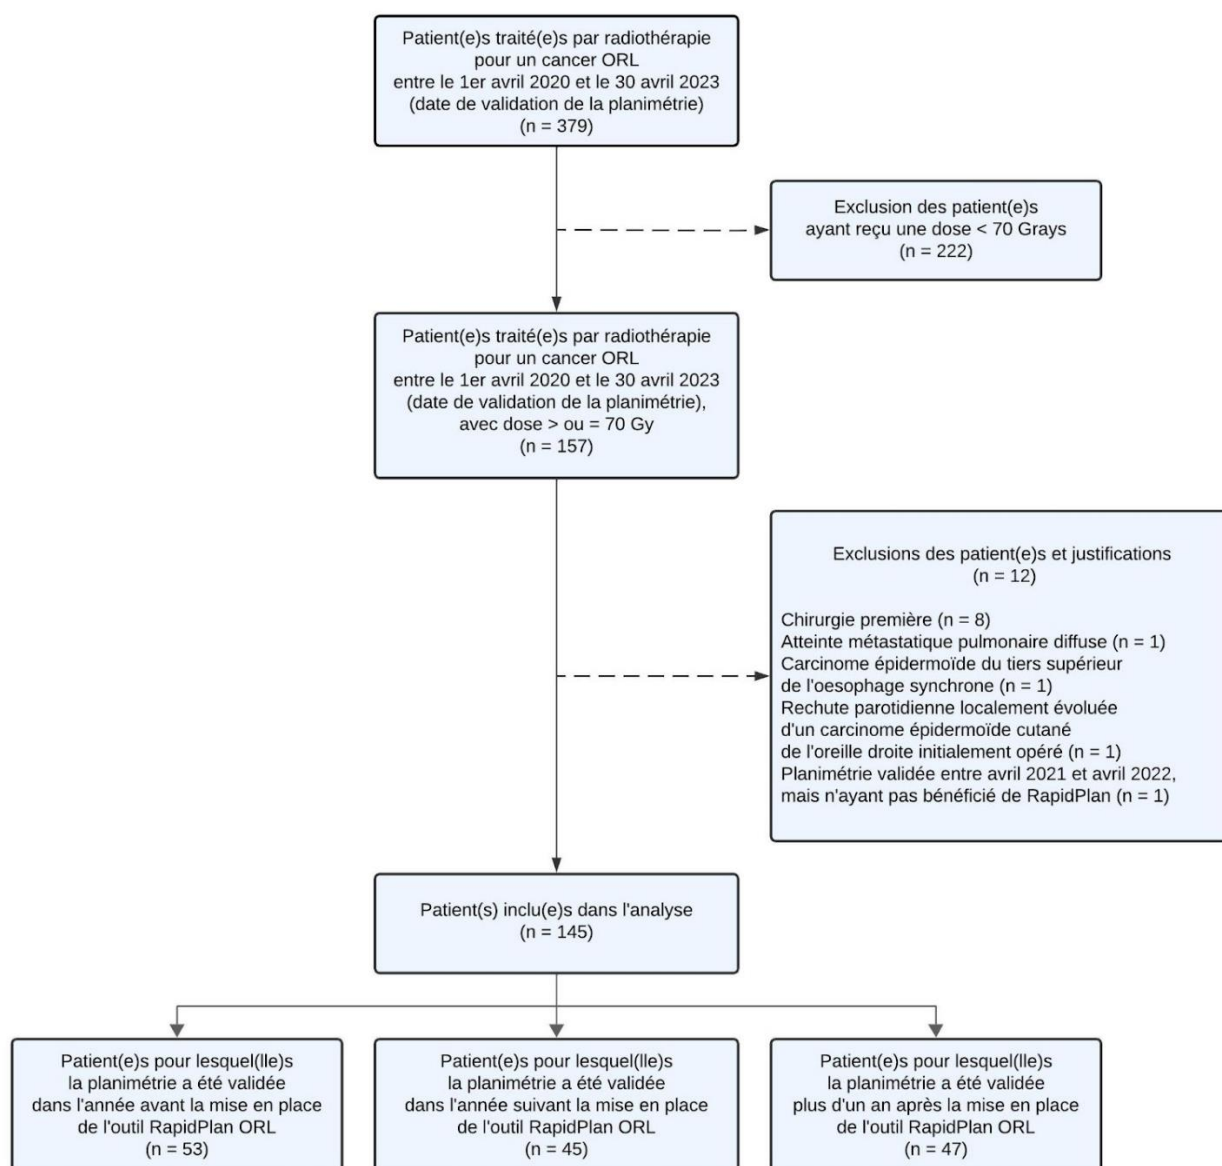 Patient(e)s traité(e)s par radiothérapie
pour un cancer ORL
entre le 1er avril 2020 et le 30 avril 2023
(date de validation de la planimétrie)
(n = 379)
Exclusion des patient(e)s
ayant reçu une dose < 70 Grays
(n = 222)
Patient(e)s traité(e)s par radiothérapie
pour un cancer ORL
entre le 1er avril 2020 et le 30 avril 2023
(date de validation de la planimétrie),
avec dose > ou = 70 Gy
(n = 157)
Exclusions des patient(e)s et justifications
(n = 12)
Chirurgie première (n = 8)
Atteinte métastatique pulmonaire diffuse (n = 1)
Carcinome épidermoïde du tiers supérieur
de l'oesophage synchrone (n = 1)
Rechute parotidienne localement évoluée
d'un carcinome épidermoïde cutané
de l'oreille droite initialement opéré (n = 1)
Planimétrie validée entre avril 2021 et avril 2022,
mais n'ayant pas bénéficié de RapidPlan (n = 1)
Patient(s) inclu(e)s dans l'analyse
(n = 145)
Patient(e)s pour lesquel(lle)s
la planimétrie a été validée
dans l'année avant la mise en place
de l'outil RapidPlan ORL
(n = 53)
Patient(e)s pour lesquel(lle)s
la planimétrie a été validée
dans l'année suivant la mise en place
de l'outil RapidPlan ORL
(n = 45)
Patient(e)s pour lesquel(lle)s
la planimétrie a été validée
plus d'un an après la mise en place
de l'outil RapidPlan ORL
(n = 47)